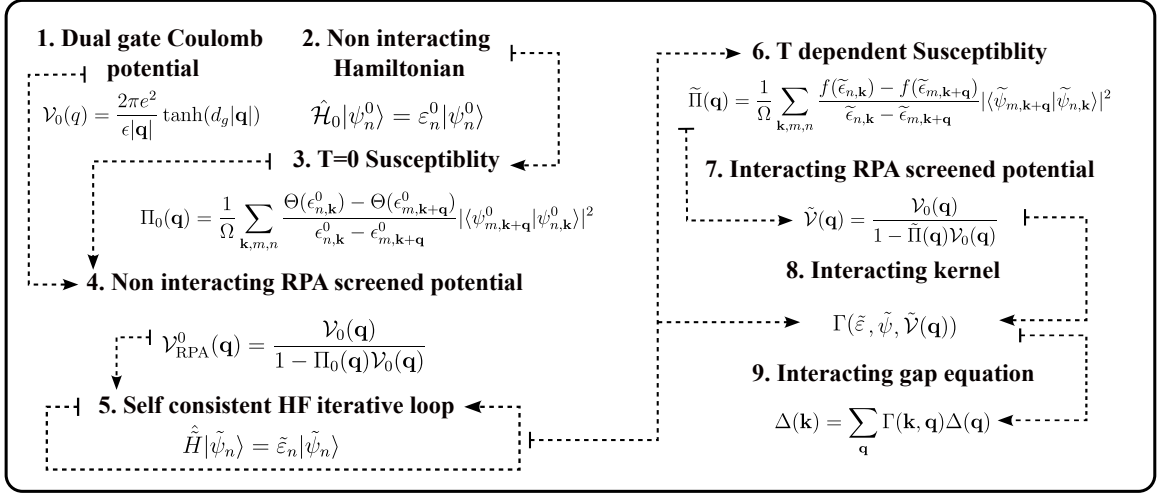 1. Dual gate Coulomb
potential
𝒱₀(q) = 2πe² / ϵ|𝐪| tanh(d_g|𝐪|)
2. Non interacting
Hamiltonian
ℋ̂₀|ψ⁰ₙ⟩ = ε⁰ₙ|ψ⁰ₙ⟩
3. T=0 Susceptiblity
Π₀(𝐪) = 1/Ω ∑_{𝐤,m,n} (Θ(ϵ⁰_{n,𝐤}) − Θ(ϵ⁰_{m,𝐤+𝐪})) / (ϵ⁰_{n,𝐤} − ϵ⁰_{m,𝐤+𝐪}) |⟨ψ⁰_{m,𝐤+𝐪}|ψ⁰_{n,𝐤}⟩|²
4. Non interacting RPA screened potential
𝒱⁰_RPA(𝐪) = 𝒱₀(𝐪) / (1 − Π₀(𝐪)𝒱₀(𝐪))
5. Self consistent HF iterative loop
H̃̂|ψ̃ₙ⟩ = ε̃ₙ|ψ̃ₙ⟩
6. T dependent Susceptiblity
Π̃(𝐪) = 1/Ω ∑_{𝐤,m,n} (f(ϵ̃_{n,𝐤}) − f(ϵ̃_{m,𝐤+𝐪})) / (ϵ̃_{n,𝐤} − ϵ̃_{m,𝐤+𝐪}) |⟨ψ̃_{m,𝐤+𝐪}|ψ̃_{n,𝐤}⟩|²
7. Interacting RPA screened potential
𝒱̃(𝐪) = 𝒱₀(𝐪) / (1 − Π̃(𝐪)𝒱₀(𝐪))
8. Interacting kernel
Γ(ε̃, ψ̃, 𝒱̃(𝐪))
9. Interacting gap equation
Δ(𝐤) = ∑_𝐪 Γ(𝐤, 𝐪)Δ(𝐪)